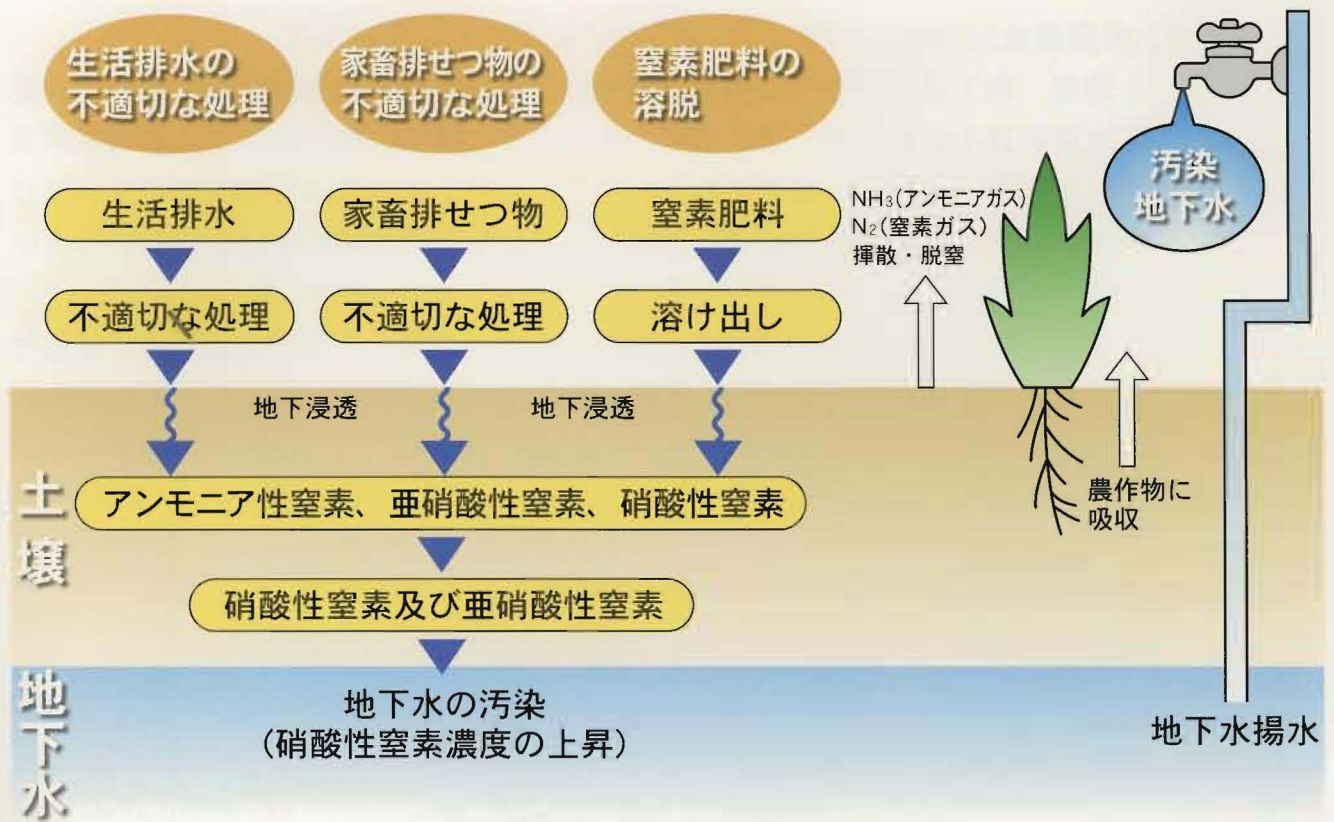 生活排水の
不適切な処理
家畜排せつ物の
不適切な処理
窒素肥料の
溶脱
汚染
地下水
生活排水
家畜排せつ物
窒素肥料
NH₃(アンモニアガス)
N₂(窒素ガス)
揮散・脱窒
不適切な処理
不適切な処理
溶け出し
地下浸透
地下浸透
土壌
アンモニア性窒素、亜硝酸性窒素、硝酸性窒素
農作物に
吸収
硝酸性窒素及び亜硝酸性窒素
地下水
地下水の汚染
(硝酸性窒素濃度の上昇)
地下水揚水